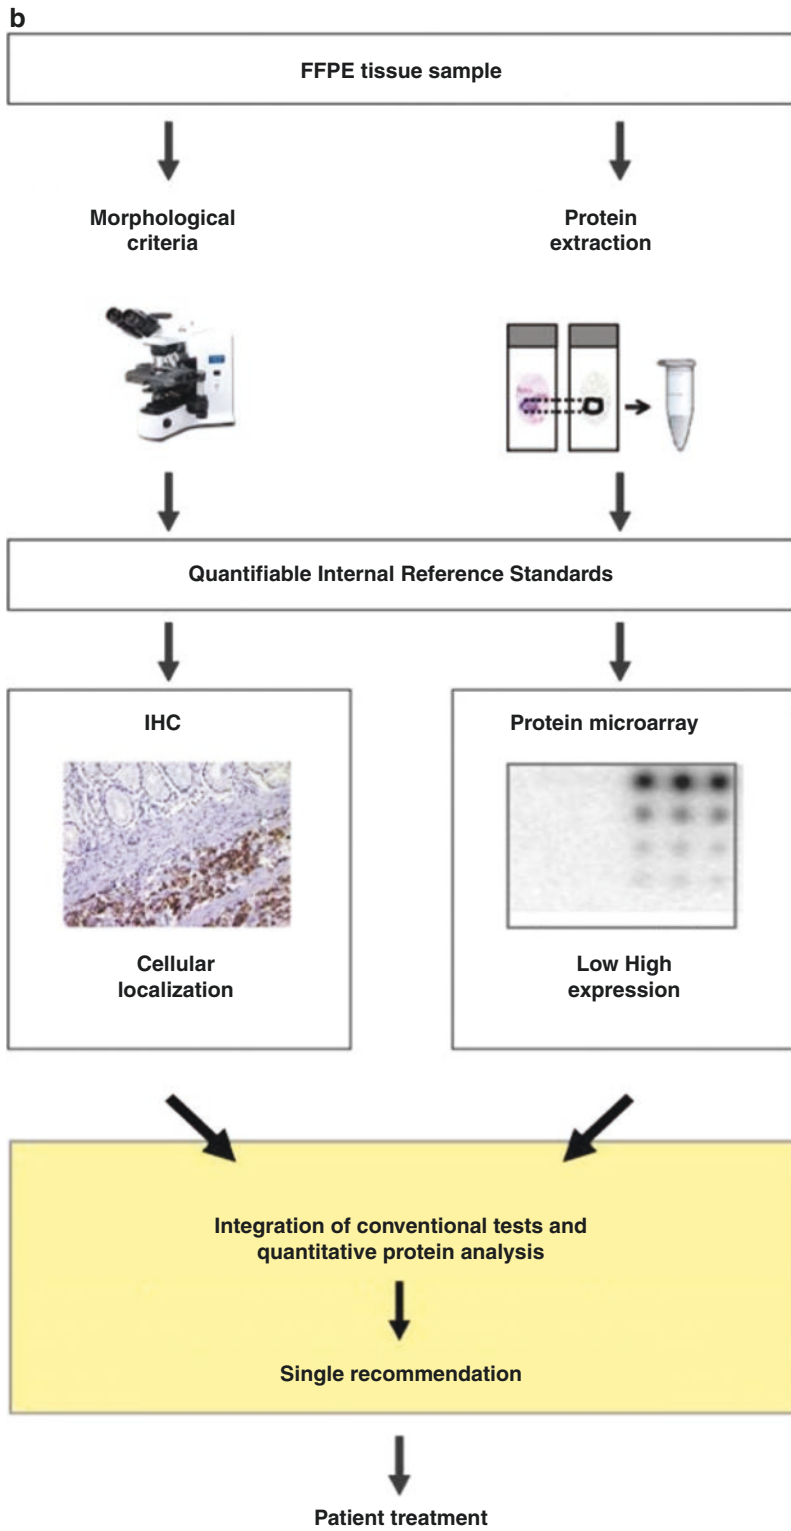 b
FFPE tissue sample
Morphological
criteria
Protein
extraction
Quantifiable Internal Reference Standards
IHC
Cellular
localization
Protein microarray
Low High
expression
Integration of conventional tests and
quantitative protein analysis
Single recommendation
Patient treatment